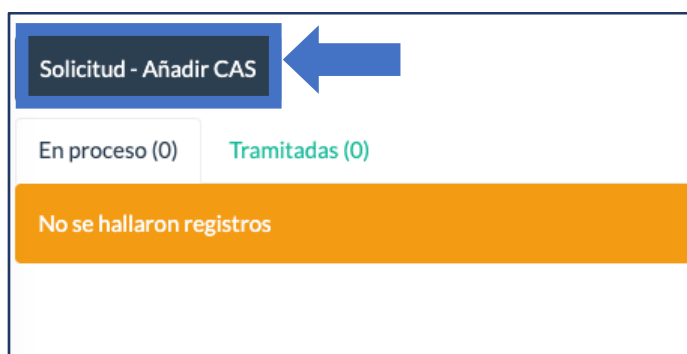 Solicitud - Añadir CAS
En proceso (0) Tramitadas (0)
No se hallaron registros